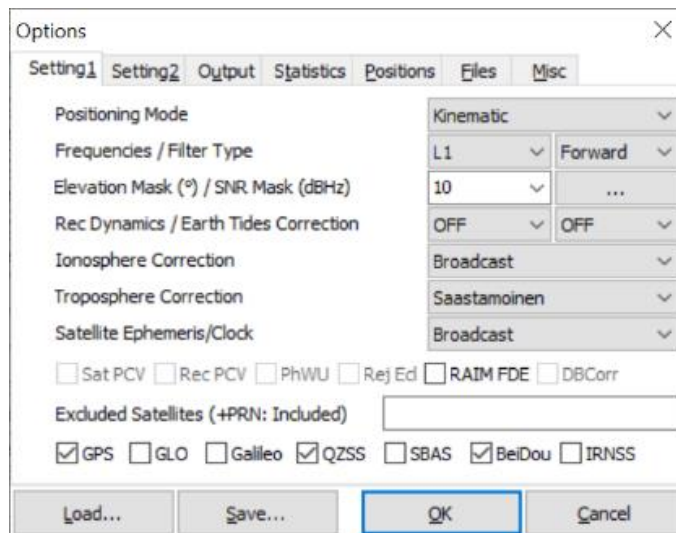 Options
Setting1 Setting2 Output Statistics Positions Files Misc
Positioning Mode Kinematic
Frequencies / Filter Type L1 Forward
Elevation Mask (°) / SNR Mask (dBHz) 10 ...
Rec Dynamics / Earth Tides Correction OFF OFF
Ionosphere Correction Broadcast
Troposphere Correction Saastamoinen
Satellite Ephemeris/Clock Broadcast
Sat PCV Rec PCV PhWU Rej Ecl RAIM FDE DBCorr
Excluded Satellites (+PRN: Included)
GPS GLO Galileo QZSS SBAS BeiDou IRNSS
Load... Save... OK Cancel